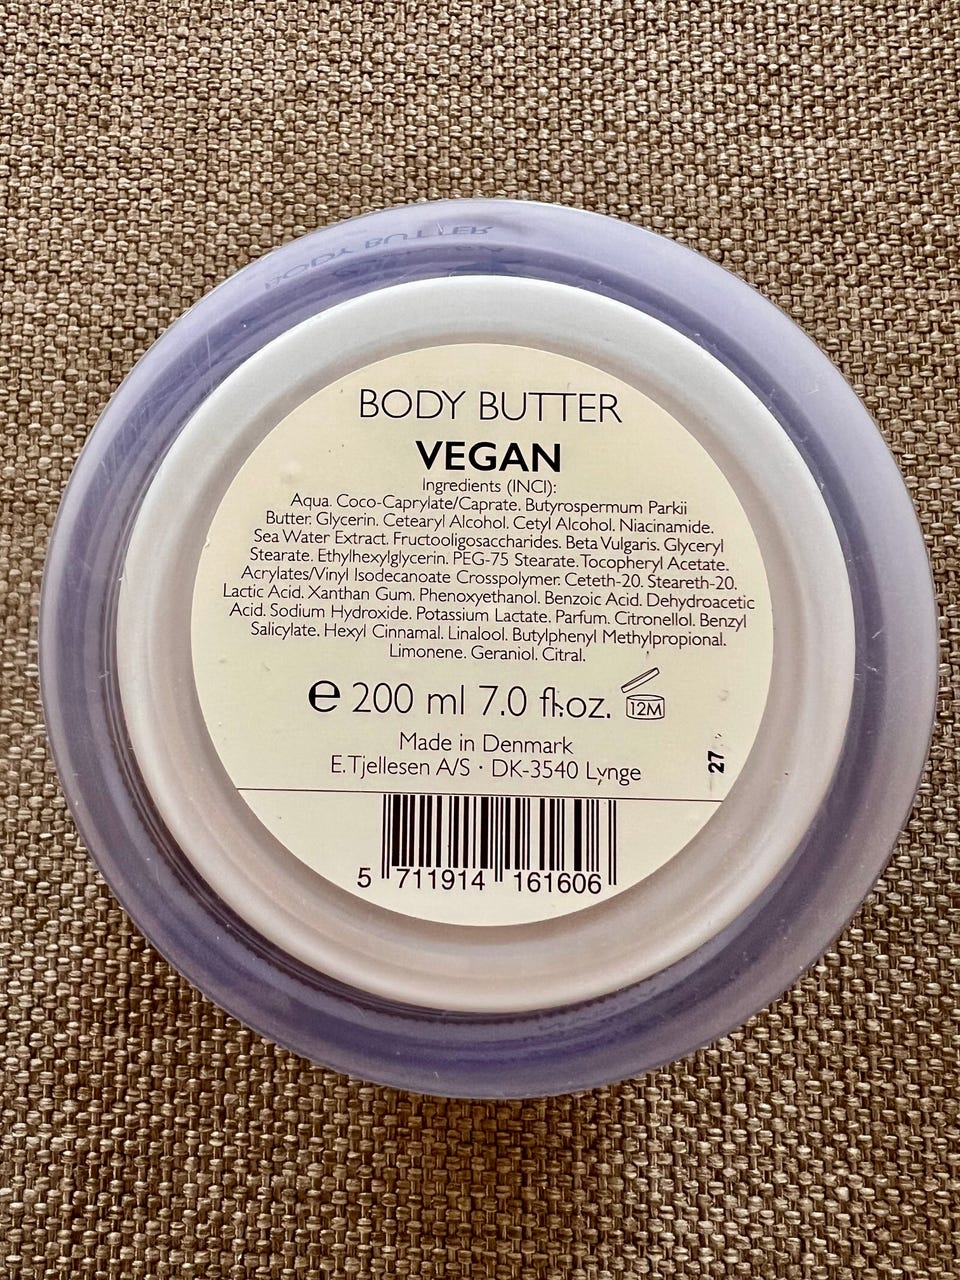 BODY BUTTER
BODY BUTTER
VEGAN
Ingredients (INCI):
Aqua. Coco-Caprylate/Caprate. Butyrospermum Parkii
Butter. Glycerin. Cetearyl Alcohol. Cetyl Alcohol. Niacinamide.
Sea Water Extract. Fructooligosaccharides. Beta Vulgaris. Glyceryl
Stearate. Ethylhexylglycerin. PEG-75 Stearate. Tocopheryl Acetate.
Acrylates/Vinyl Isodecanoate Crosspolymer. Ceteth-20. Steareth-20.
Lactic Acid. Xanthan Gum. Phenoxyethanol. Benzoic Acid. Dehydroacetic
Acid. Sodium Hydroxide. Potassium Lactate. Parfum. Citronellol. Benzyl
Salicylate. Hexyl Cinnamal. Linalool. Butylphenyl Methylpropional.
Limonene. Geraniol. Citral.
℮ 200 ml 7.0 fl.oz. 12M
Made in Denmark
E. Tjellesen A/S · DK-3540 Lynge
27
5 711914 161606